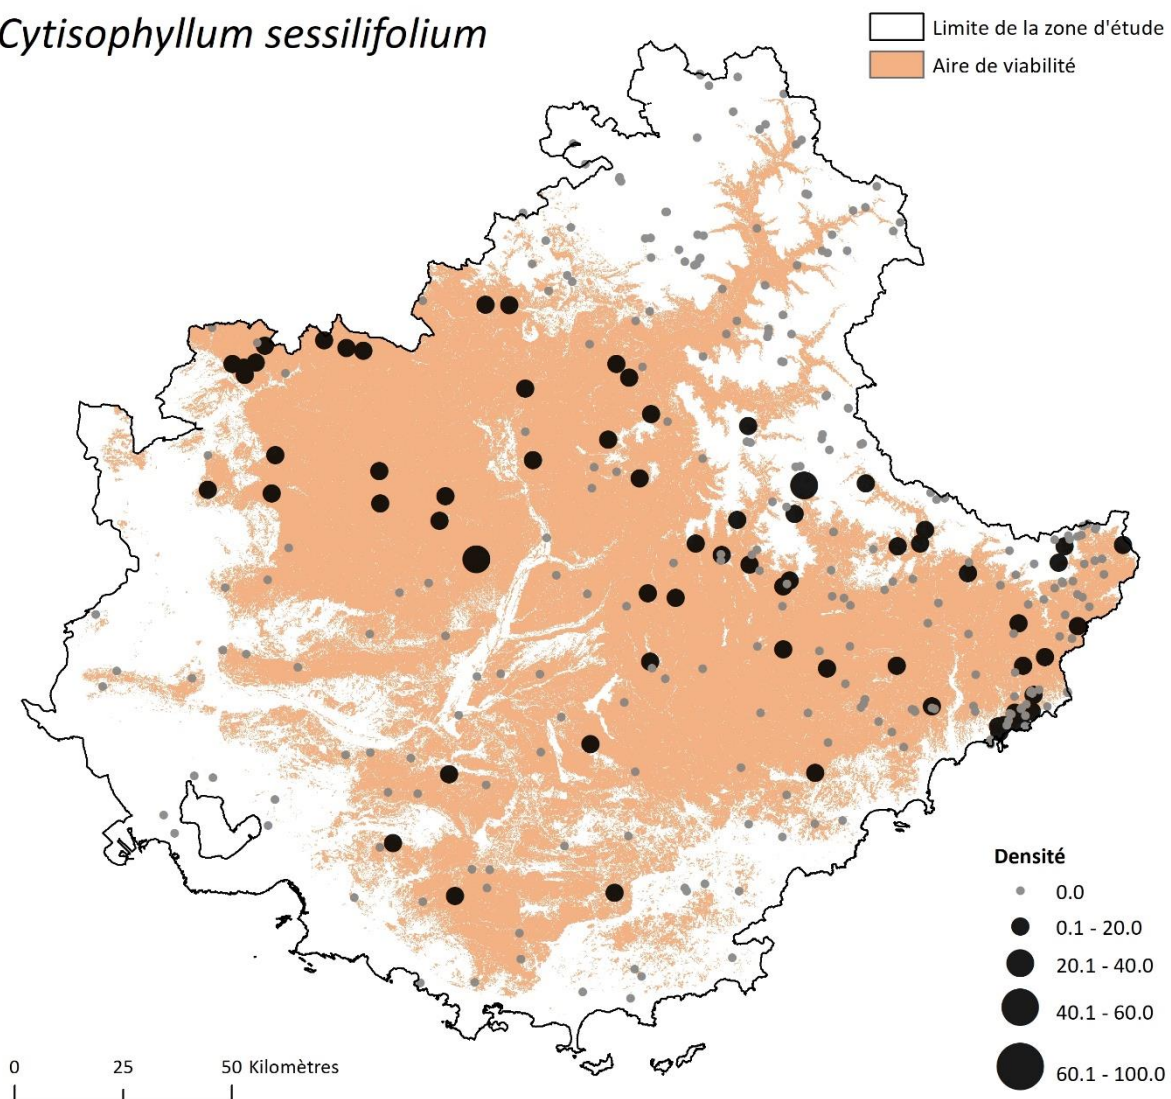 Cytisophyllum sessilifolium
Limite de la zone d'étude
Aire de viabilité
Densité
0.0
0.1 - 20.0
20.1 - 40.0
40.1 - 60.0
60.1 - 100.0
0 25 50 Kilomètres